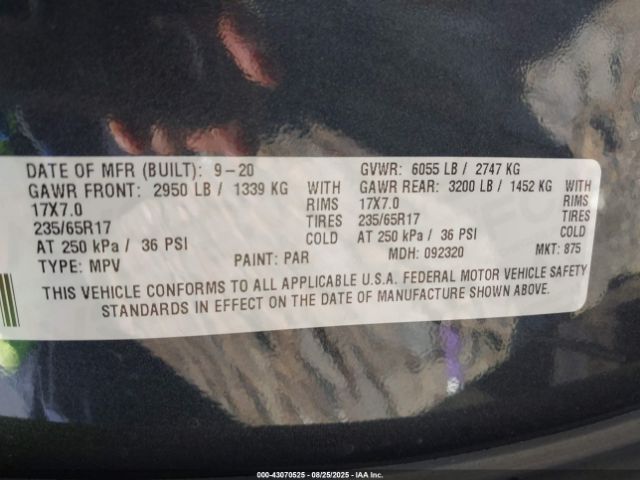 DATE OF MFR (BUILT): 9-20 GVWR: 6055 LB / 2747 KG
GAWR FRONT: 2950 LB / 1339 KG WITH GAWR REAR: 3200 LB / 1452 KG WITH
17X7.0 RIMS 17X7.0 RIMS
235/65R17 TIRES 235/65R17 TIRES
AT 250 kPa / 36 PSI COLD AT 250 kPa / 36 PSI COLD
TYPE: MPV PAINT: PAR MDH: 092320 MKT: 875
THIS VEHICLE CONFORMS TO ALL APPLICABLE U.S.A. FEDERAL MOTOR VEHICLE SAFETY
STANDARDS IN EFFECT ON THE DATE OF MANUFACTURE SHOWN ABOVE.
000-43070525 - 08/25/2025 - IAA Inc.